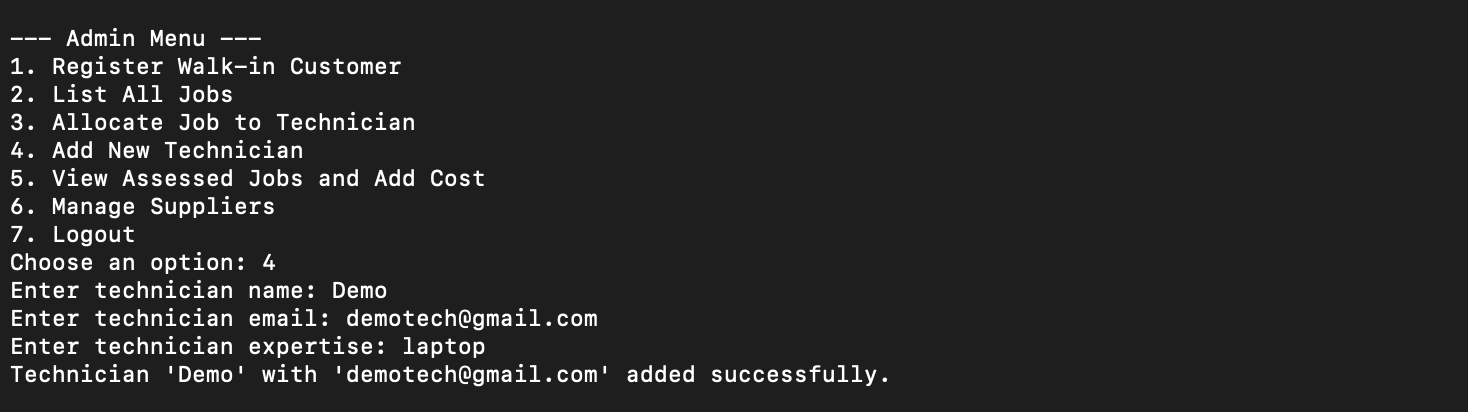 --- Admin Menu ---
1. Register Walk-in Customer
2. List All Jobs
3. Allocate Job to Technician
4. Add New Technician
5. View Assessed Jobs and Add Cost
6. Manage Suppliers
7. Logout
Choose an option: 4
Enter technician name: Demo
Enter technician email: demotech@gmail.com
Enter technician expertise: laptop
Technician 'Demo' with 'demotech@gmail.com' added successfully.